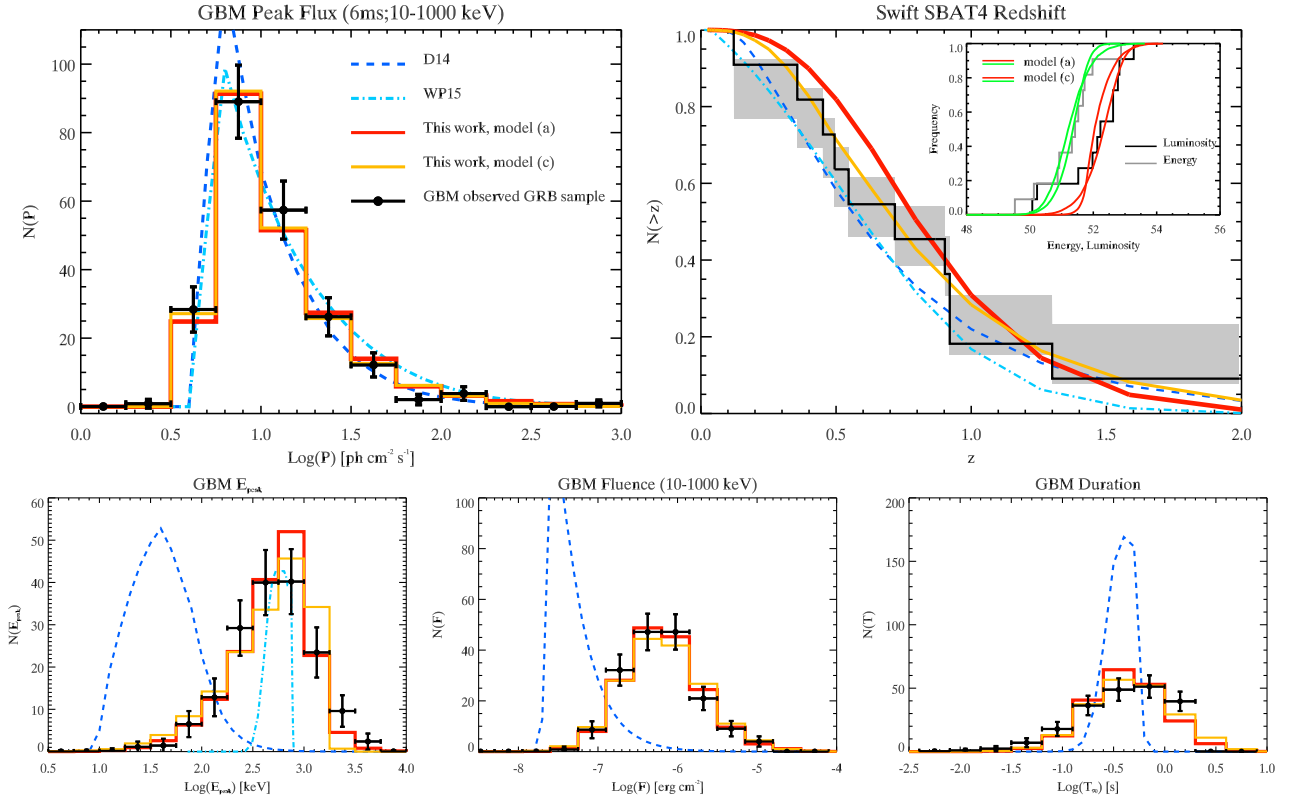 GBM Peak Flux (6ms;10-1000 keV)
N(P)
100
80
60
40
20
0
D14
WP15
This work, model (a)
This work, model (c)
GBM observed GRB sample
0.0 0.5 1.0 1.5 2.0 2.5 3.0
Log(P) [ph cm⁻² s⁻¹]
Swift SBAT4 Redshift
N(>z)
1.0
0.8
0.6
0.4
0.2
0.0
0.0 0.5 1.0 1.5 2.0
z
Frequency
1.0
0.8
0.6
0.4
0.2
0.0
model (a)
model (c)
Luminosity
Energy
48 50 52 54 56
Energy, Luminosity
GBM E_peak
N(E_peak)
60
50
40
30
20
10
0
0.5 1.0 1.5 2.0 2.5 3.0 3.5 4.0
Log(E_peak) [keV]
GBM Fluence (10-1000 keV)
N(F)
100
80
60
40
20
0
-8 -7 -6 -5 -4
Log(F) [erg cm⁻²]
GBM Duration
N(T)
200
150
100
50
0
-2.5 -2.0 -1.5 -1.0 -0.5 0.0 0.5 1.0
Log(T₉₀) [s]